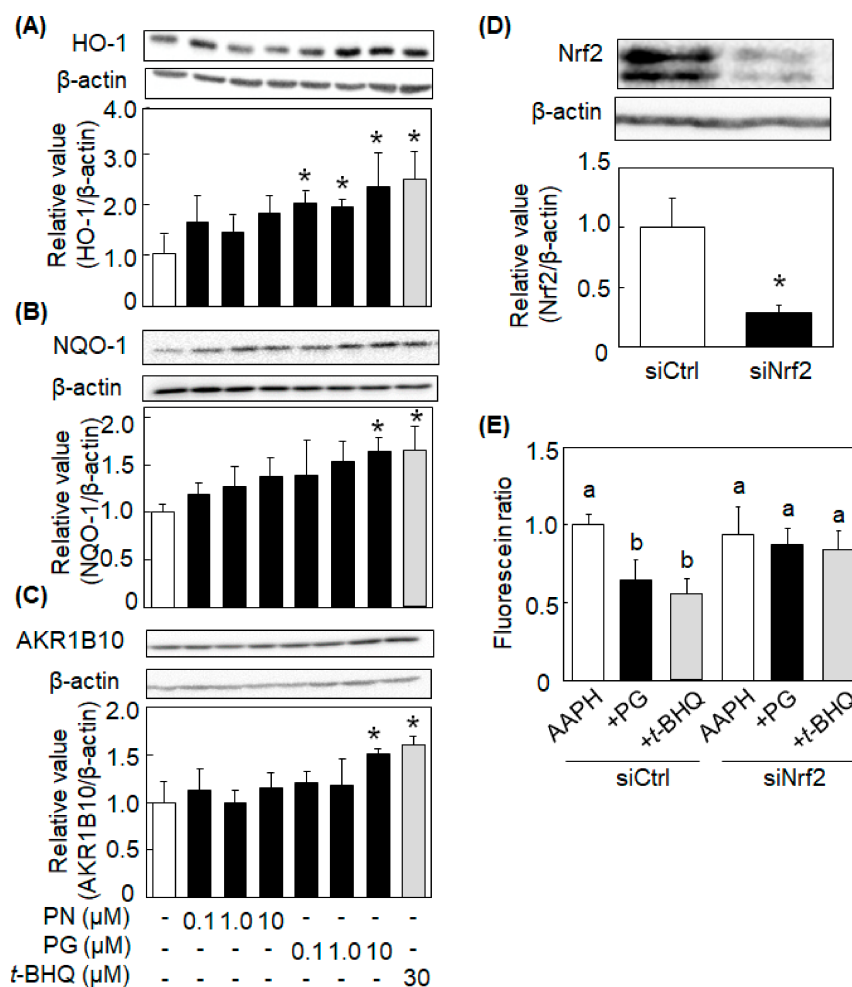 (A)
HO-1
β-actin
Relative value
(HO-1/β-actin)
4.0
3.0
2.0
1.0
0
* * * *
(B)
NQO-1
β-actin
Relative value
(NQO-1/β-actin)
2.0
1.5
1.0
0.5
0
* *
(C)
AKR1B10
β-actin
Relative value
(AKR1B10/β-actin)
2.0
1.5
1.0
0.5
0
* *
PN (μM) - 0.1 1.0 10 - - - -
PG (μM) - - - - 0.1 1.0 10 -
t-BHQ (μM) - - - - - - - 30
(D)
Nrf2
β-actin
Relative value
(Nrf2/β-actin)
1.5
1.0
0.5
0
*
siCtrl siNrf2
(E)
Fluorescein ratio
1.5
1.0
0.5
0
a b b a a a
AAPH +PG +t-BHQ AAPH +PG +t-BHQ
siCtrl siNrf2